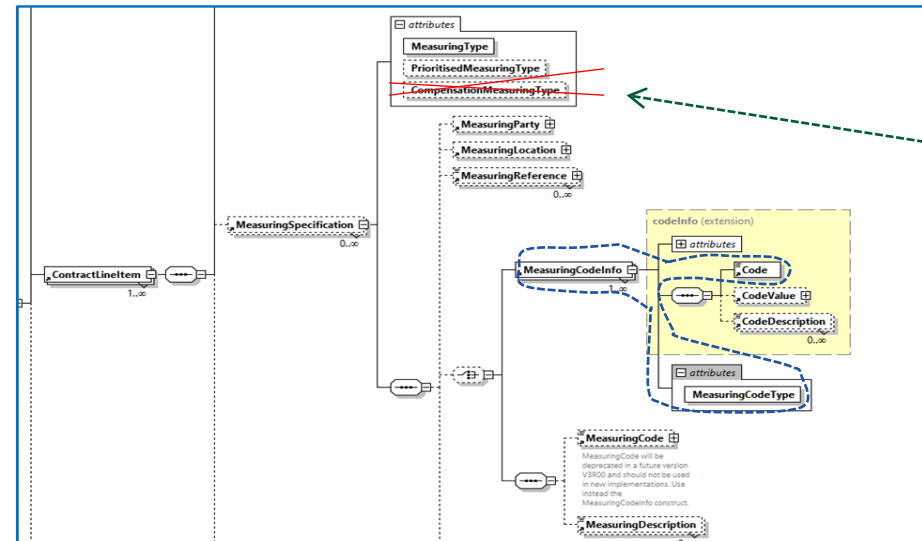 attributes
MeasuringType
PrioritisedMeasuringType
CompensationMeasuringType
MeasuringParty
MeasuringLocation
MeasuringReference
0..∞
MeasuringSpecification
0..∞
ContractLineItem
1..∞
codeInfo (extension)
attributes
MeasuringCodeInfo
1..∞
Code
CodeValue
CodeDescription
0..∞
attributes
MeasuringCodeType
MeasuringCode
MeasuringCode will be
deprecated in a future version
V3R00 and should not be used
in new implementations. Use
instead the
MeasuringCodeInfo construct.
MeasuringDescription